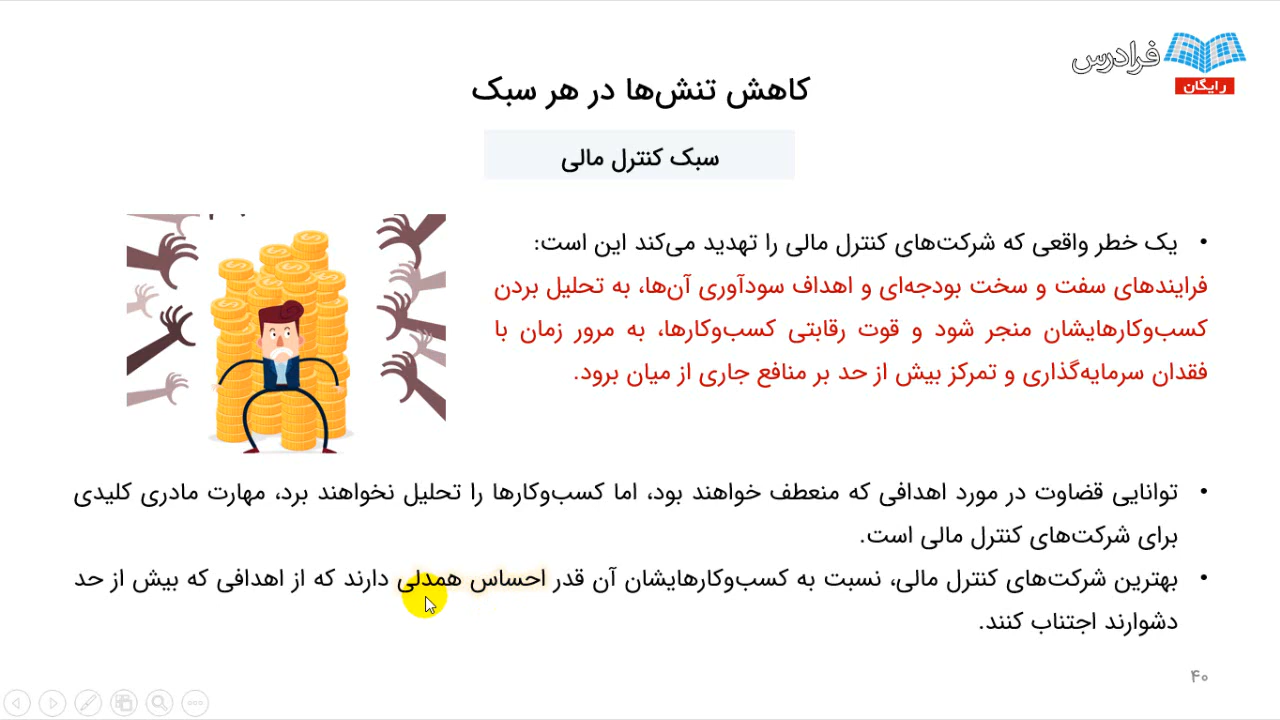 فرادرس
رایگان
کاهش تنش‌ها در هر سبک
سبک کنترل مالی
• یک خطر واقعی که شرکت‌های کنترل مالی را تهدید می‌کند این است:
فرایندهای سفت و سخت بودجه‌ای و اهداف سودآوری آن‌ها، به تحلیل بردن
کسب‌وکارهایشان منجر شود و قوت رقابتی کسب‌وکارها، به مرور زمان با
فقدان سرمایه‌گذاری و تمرکز بیش از حد بر منافع جاری از میان برود.
• توانایی قضاوت در مورد اهدافی که منعطف خواهند بود، اما کسب‌وکارها را تحلیل نخواهند برد، مهارت مادری کلیدی
برای شرکت‌های کنترل مالی است.
• بهترین شرکت‌های کنترل مالی، نسبت به کسب‌وکارهایشان آن قدر احساس همدلی دارند که از اهدافی که بیش از حد
دشوارند اجتناب کنند.
۴۰